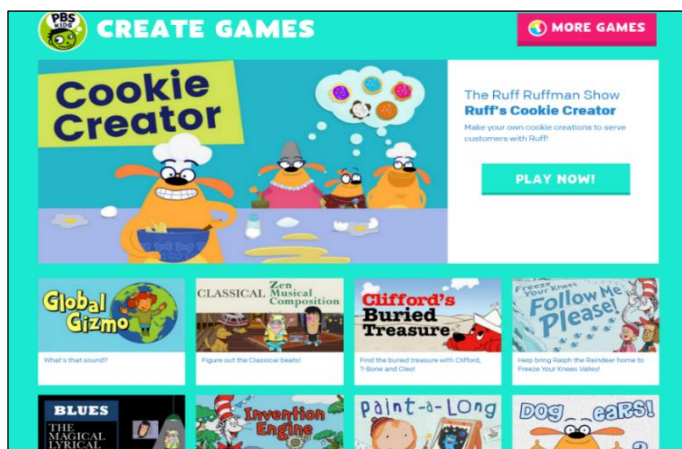 PBS
KIDS
CREATE GAMES
MORE GAMES
Cookie
Creator
The Ruff Ruffman Show
Ruff's Cookie Creator
Make your own cookie creations to serve
customers with Ruff!
PLAY NOW!
Global
Gizmo
What's that sound?
CLASSICAL Zen
Musical
Composition
Figure out the Classical beats!
Clifford's
Buried
Treasure
Find the buried treasure with Clifford,
T-Bone and Cleo!
Freeze
Your Knees
Follow Me
Please!
Help bring Ralph the Reindeer home to
Freeze Your Knees Valley!
BLUES
THE
MAGICAL
LYRICAL
Invention
Engine
Paint-a-Long
DOG eaRS!